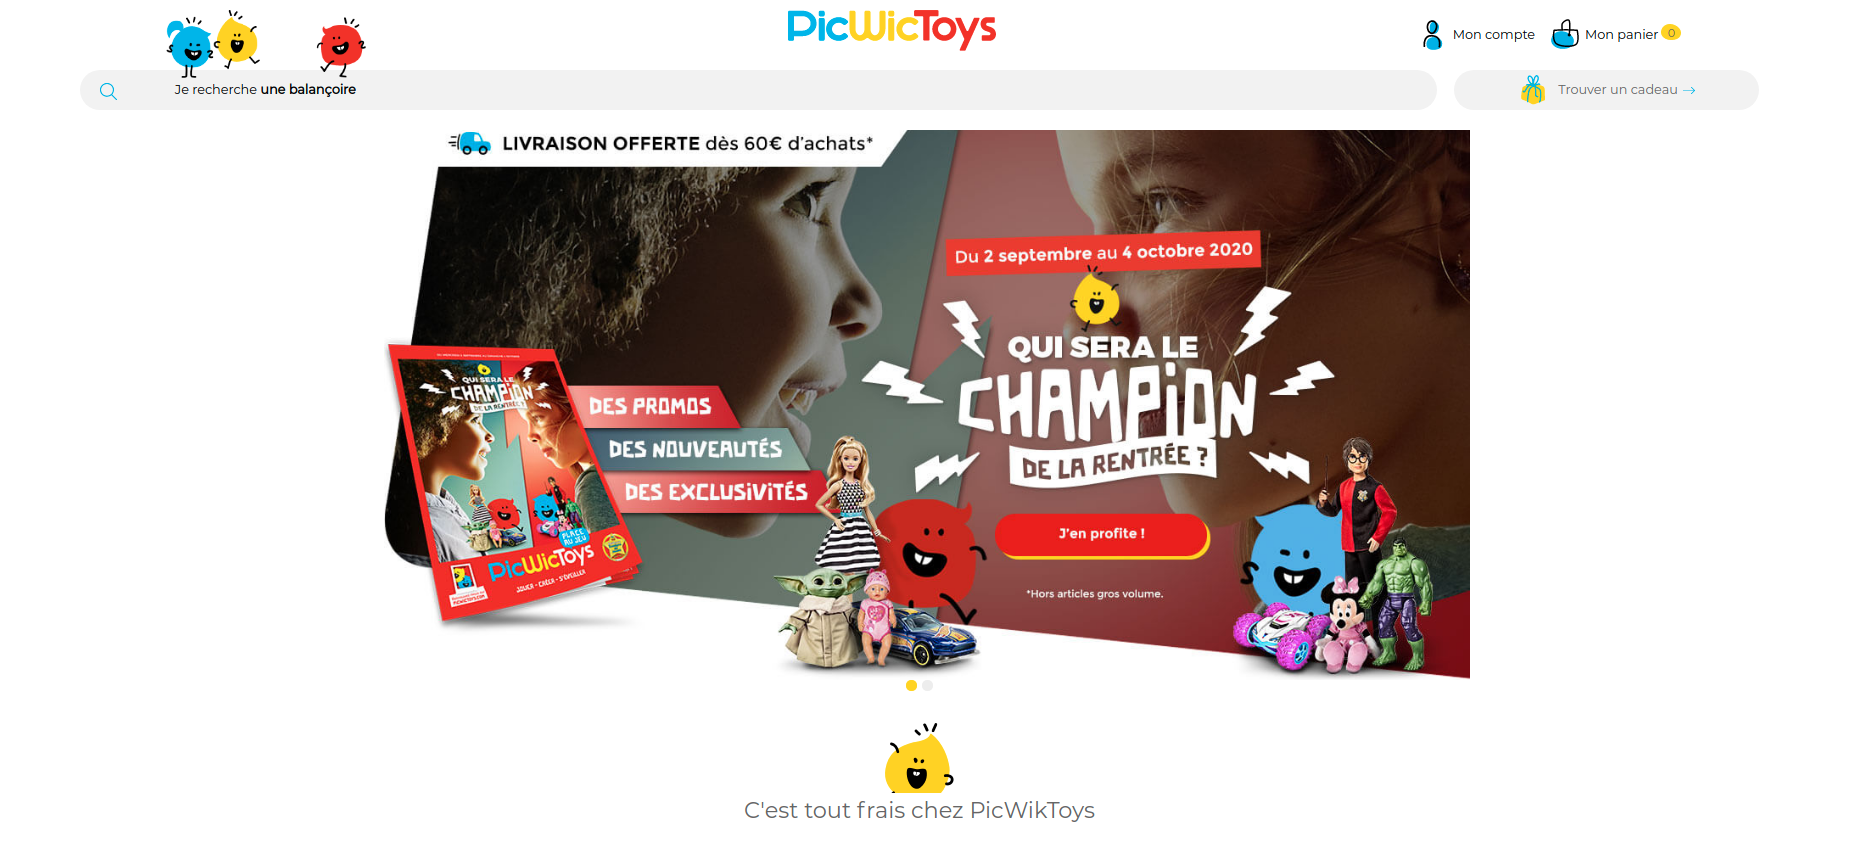 PicWicToys
Mon compte
Mon panier 0
Je recherche une balançoire
Trouver un cadeau →
LIVRAISON OFFERTE dès 60€ d'achats*
Du 2 septembre au 4 octobre 2020
QUI SERA LE
CHAMPION
DE LA RENTRÉE ?
DES PROMOS
DES NOUVEAUTÉS
DES EXCLUSIVITÉS
J'en profite !
*Hors articles gros volume.
QUI SERA LE
CHAMPION
DE LA RENTRÉE ?
PLACE
AU JEU
PicWicToys
JOUER - CRÉER - S'ÉVEILLER
C'est tout frais chez PicWikToys